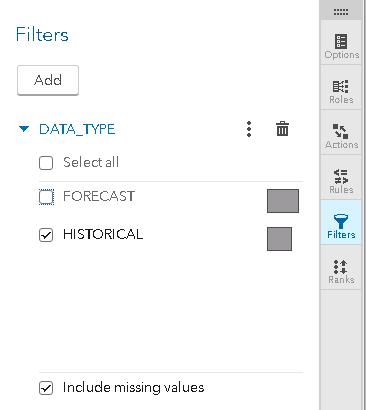 Filters
Add
DATA_TYPE
Select all
FORECAST
HISTORICAL
Include missing values
Options
Roles
Actions
Rules
Filters
Ranks